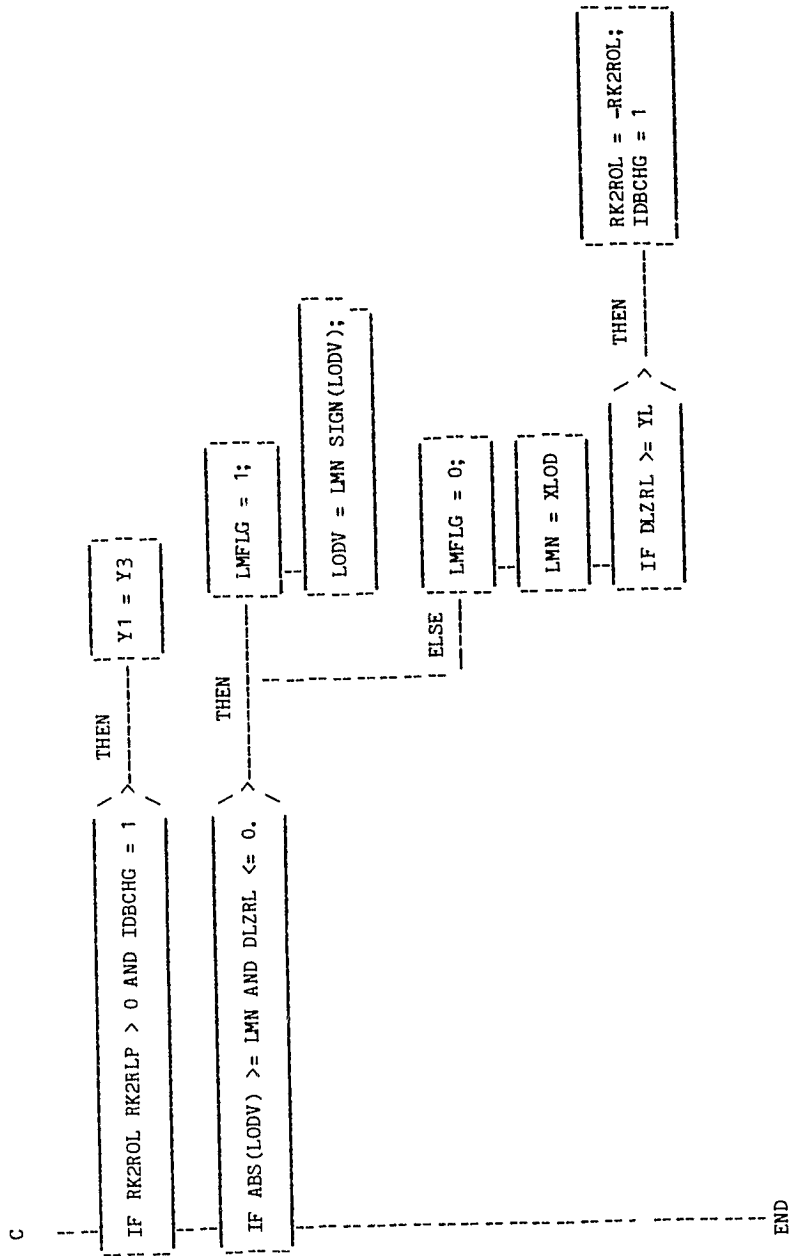 C
IF RK2ROL RK2RLP > 0 AND IDBCHG = 1
THEN
Y1 = Y3
IF ABS(LODV) >= LMN AND DLZRL <= 0.
THEN
LMFLG = 1;
LODV = LMN SIGN(LODV);
ELSE
LMFLG = 0;
LMN = XLOD
IF DLZRL >= YL
THEN
RK2ROL = -RK2ROL;
IDBCHG = 1
END